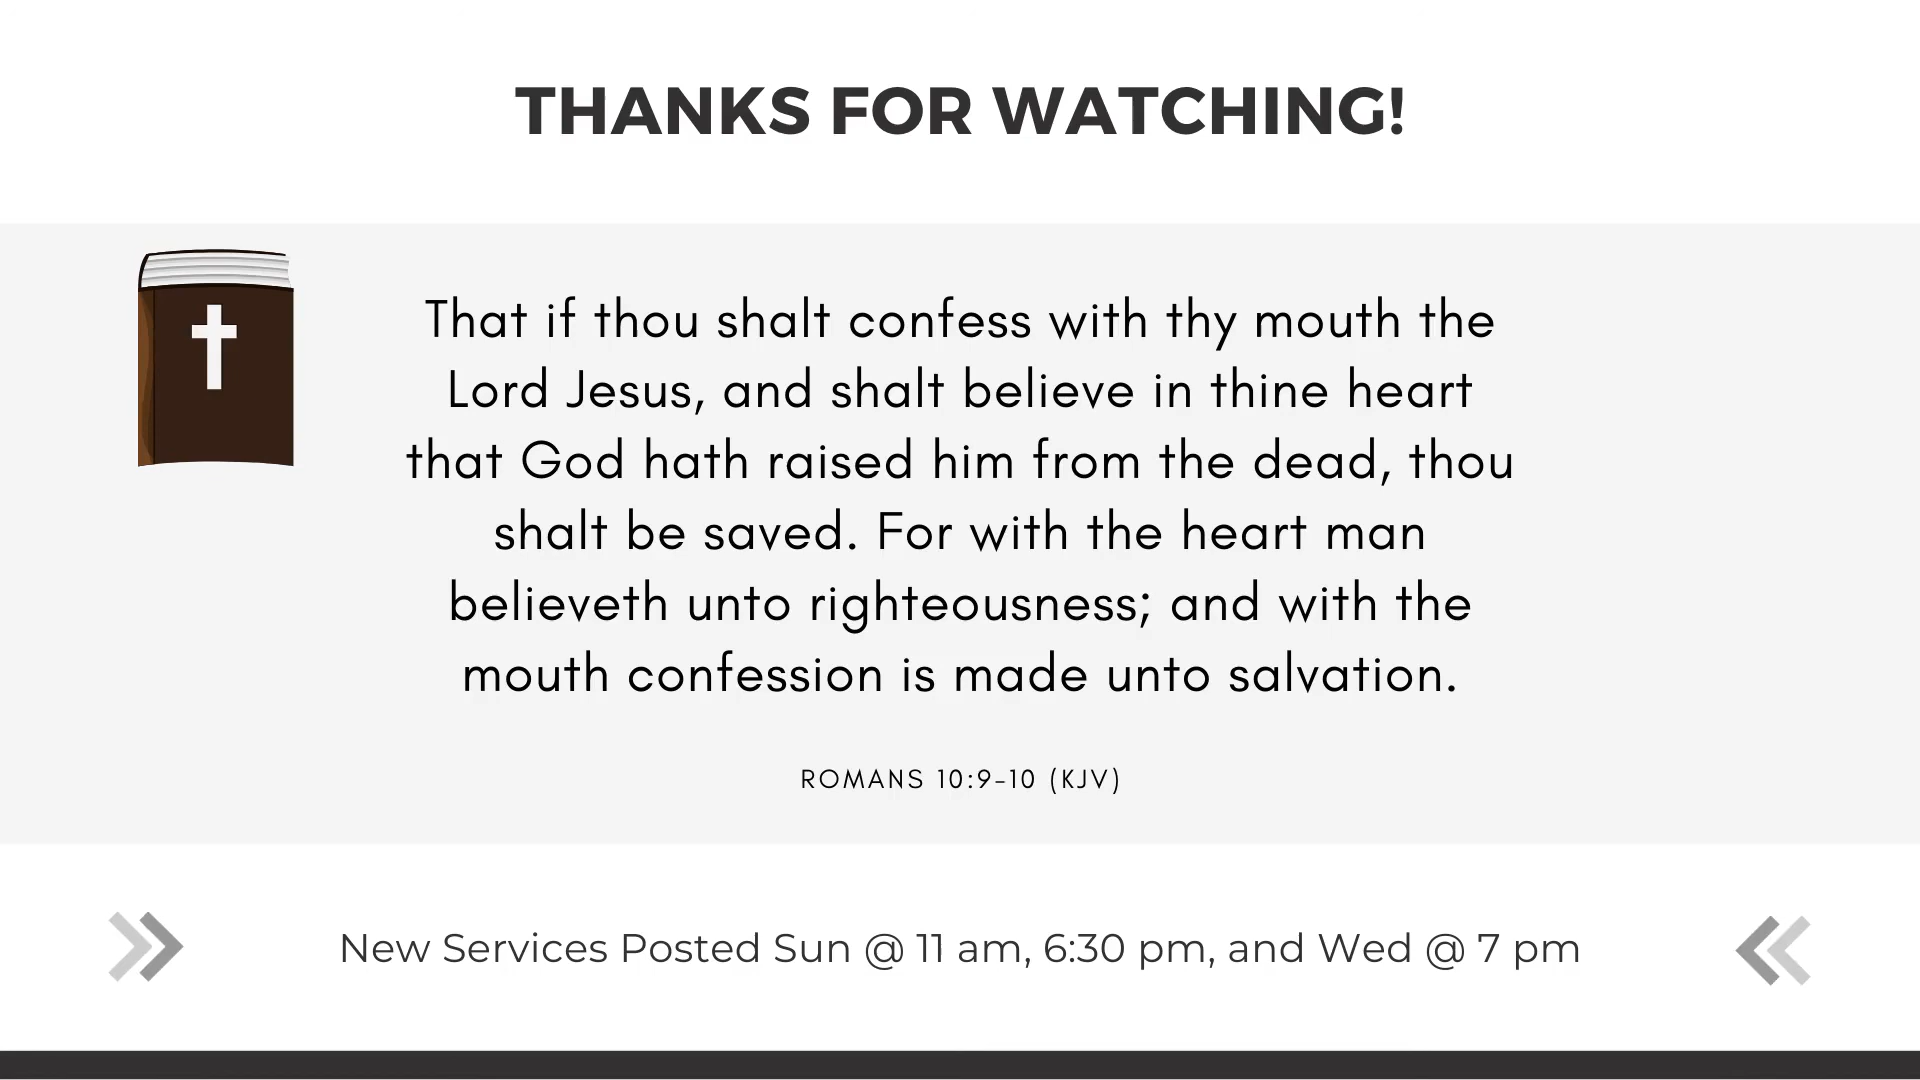 THANKS FOR WATCHING!
That if thou shalt confess with thy mouth the
Lord Jesus, and shalt believe in thine heart
that God hath raised him from the dead, thou
shalt be saved. For with the heart man
believeth unto righteousness; and with the
mouth confession is made unto salvation.
ROMANS 10:9-10 (KJV)
New Services Posted Sun @ 11 am, 6:30 pm, and Wed @ 7 pm